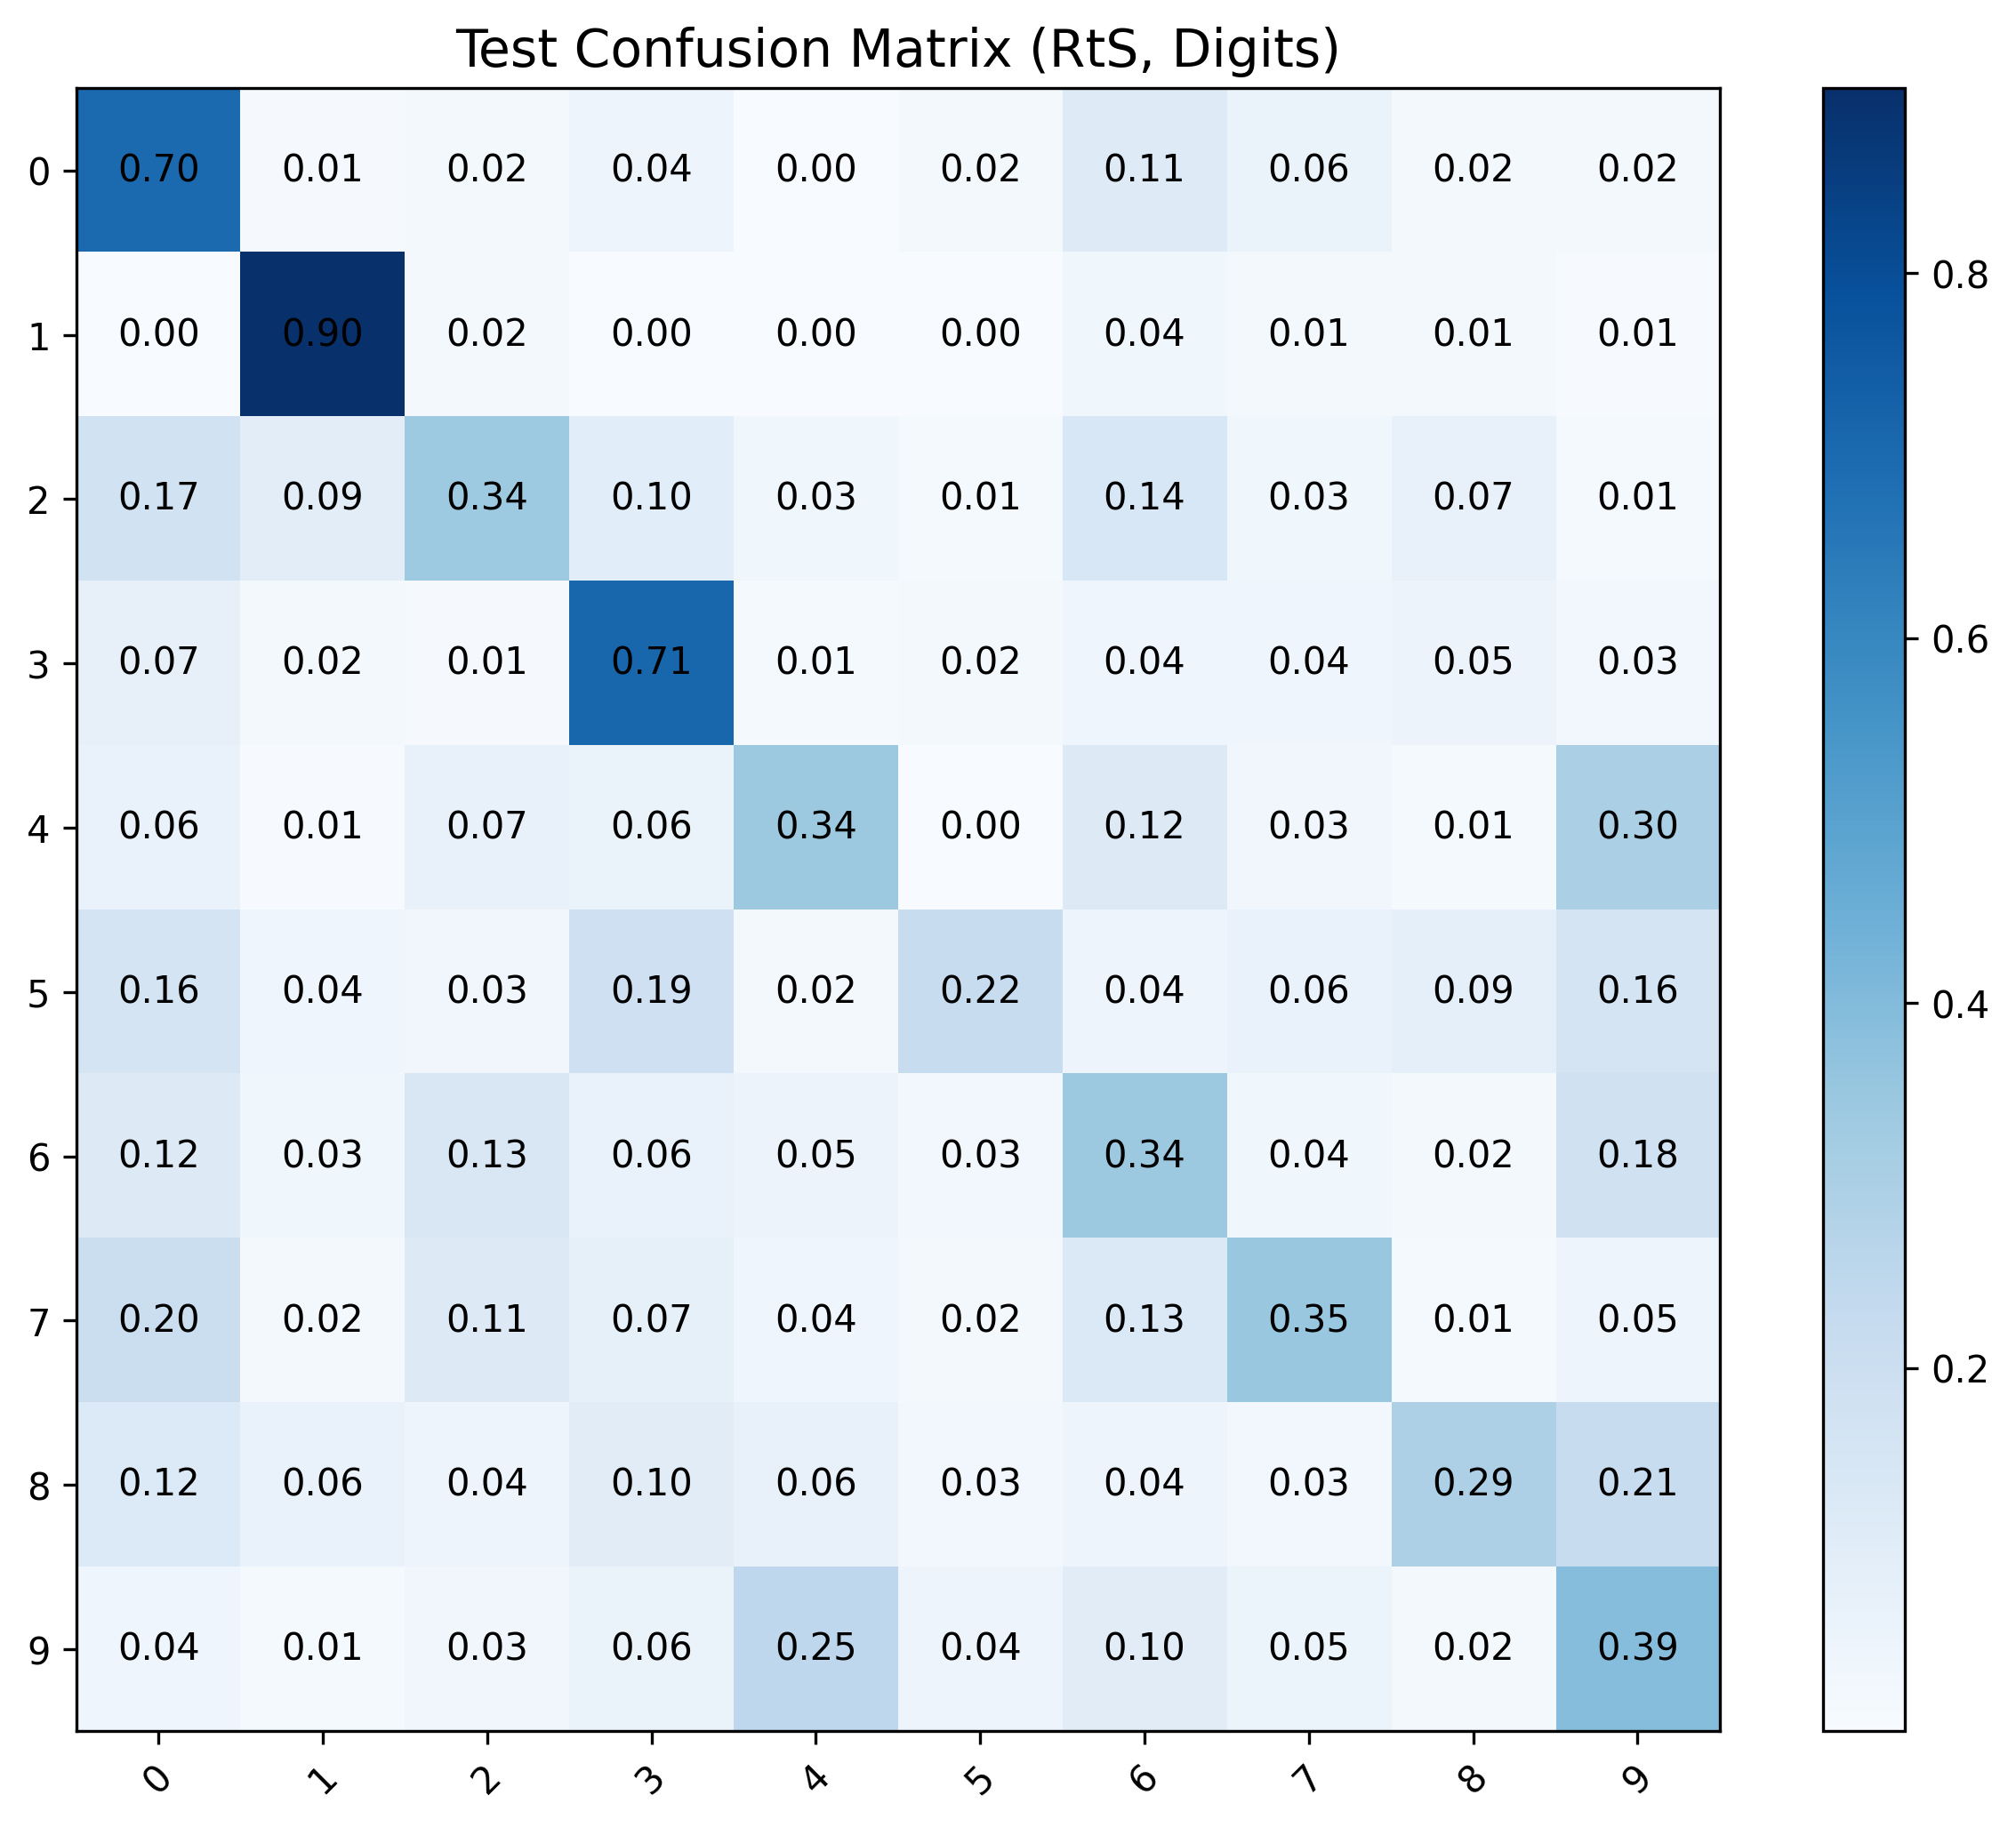 Test Confusion Matrix (RtS, Digits)
0 0.70 0.01 0.02 0.04 0.00 0.02 0.11 0.06 0.02 0.02
1 0.00 0.90 0.02 0.00 0.00 0.00 0.04 0.01 0.01 0.01
2 0.17 0.09 0.34 0.10 0.03 0.01 0.14 0.03 0.07 0.01
3 0.07 0.02 0.01 0.71 0.01 0.02 0.04 0.04 0.05 0.03
4 0.06 0.01 0.07 0.06 0.34 0.00 0.12 0.03 0.01 0.30
5 0.16 0.04 0.03 0.19 0.02 0.22 0.04 0.06 0.09 0.16
6 0.12 0.03 0.13 0.06 0.05 0.03 0.34 0.04 0.02 0.18
7 0.20 0.02 0.11 0.07 0.04 0.02 0.13 0.35 0.01 0.05
8 0.12 0.06 0.04 0.10 0.06 0.03 0.04 0.03 0.29 0.21
9 0.04 0.01 0.03 0.06 0.25 0.04 0.10 0.05 0.02 0.39
0 1 2 3 4 5 6 7 8 9
0.8
0.6
0.4
0.2